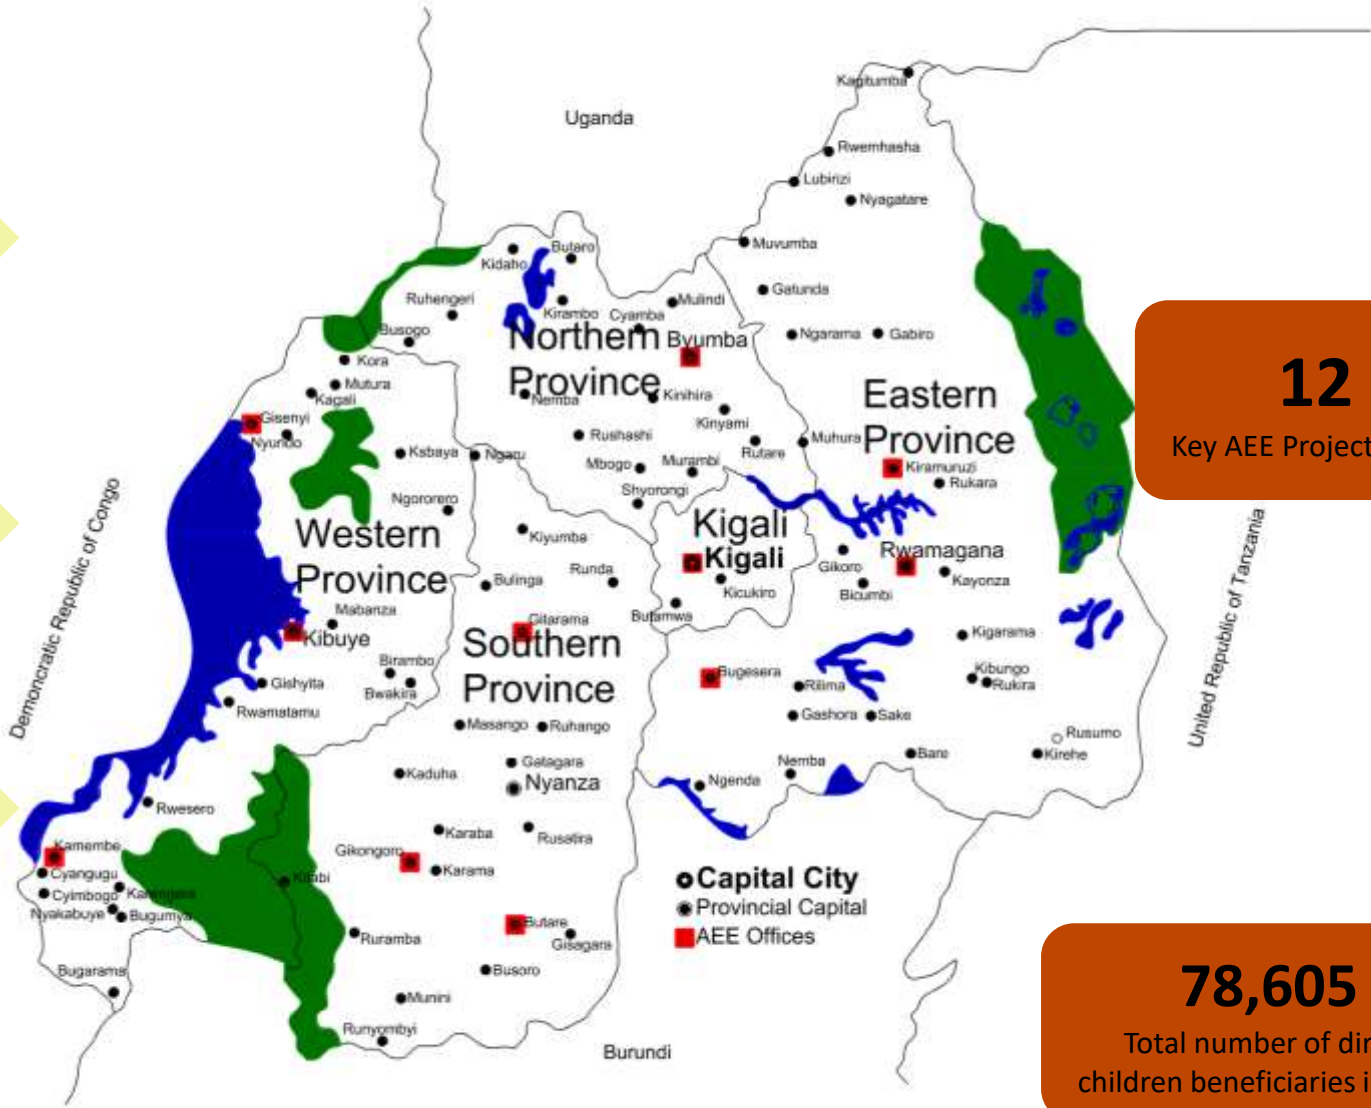 Kagitumba
Uganda
Rwemhasha
Lubirizi
Nyagatare
Muvumba
Butaro
Kidaho
Gatunda
Ruhengeri
Mulindi
Kirambo
Cyamba
Busogo
Northern
Province
Byumba
Ngarama
Gabiro
12
Key AEE Project
Kora
Mutura
Kagali
Nemba
Kinihira
Eastern
Province
Gisenyi
Nyundo
Kinyami
Rushashi
Rutare
Muhura
Ksbaya
Ngaru
Mbogo
Murambi
Kiramuruzi
Rukara
Shyorongi
Ngororero
Demoncratic Republic of Congo
United Republic of Tanzania
Western
Province
Kigali
Kigali
Kiyumba
Rwamagana
Gikoro
Kayonza
Runda
Bulinga
Kicukiro
Bicumbi
Butamwa
Mabanza
Kibuye
Gitarama
Southern
Province
Kigarama
Birambo
Bwakira
Bugesera
Kibungo
Rukira
Rilima
Gishyita
Rwamatamu
Gashora
Sake
Masango
Ruhango
Rusumo
Kirehe
Bare
Nemba
Gatagara
Kaduha
Nyanza
Ngenda
Rwesero
Karaba
Rusatira
Kamembe
Gikongoro
Karama
Cyangugu
Cyimbogo
Karengera
Kitabi
Nyakabuye
Bugumya
Capital City
Provincial Capital
AEE Offices
Butare
Gisagara
Ruramba
Busoro
Bugarama
Munini
Runyombyi
Burundi
78,605
Total number of dir
children beneficiaries i